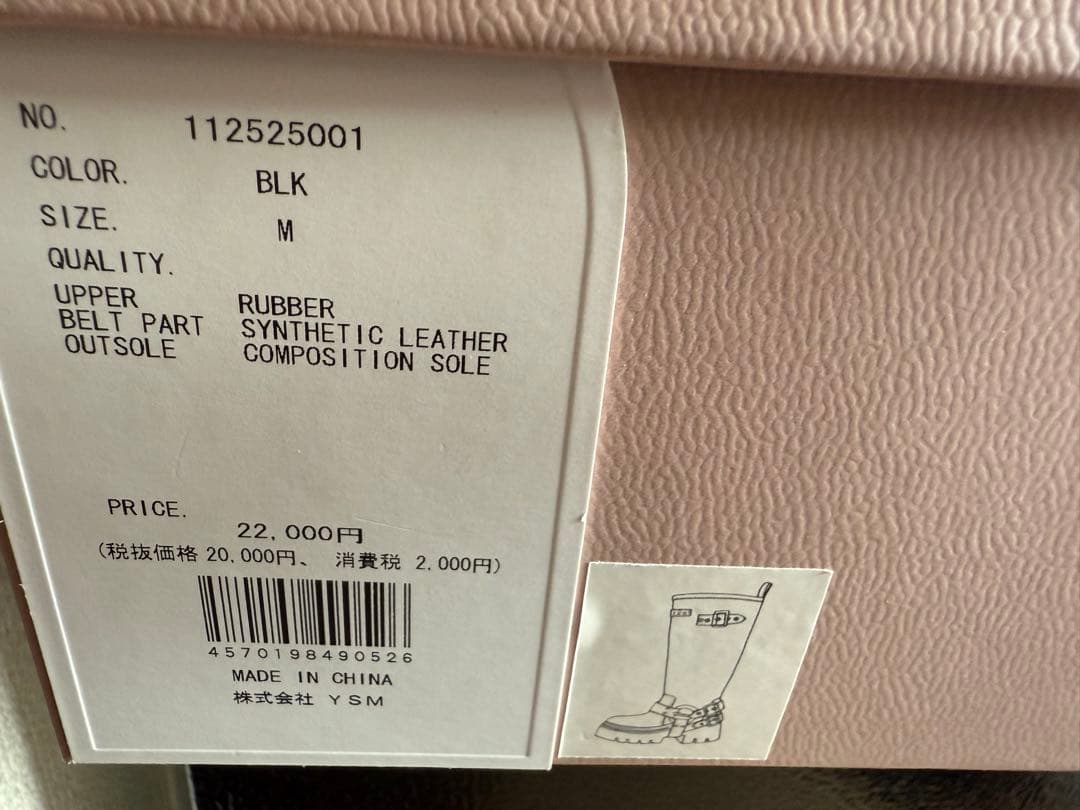 NO. 112525001
COLOR. BLK
SIZE. M
QUALITY.
UPPER RUBBER
BELT PART SYNTHETIC LEATHER
OUTSOLE COMPOSITION SOLE
PRICE.
22,000円
(税抜価格 20,000円、 消費税 2,000円)
4570198490526
MADE IN CHINA
株式会社 YSM